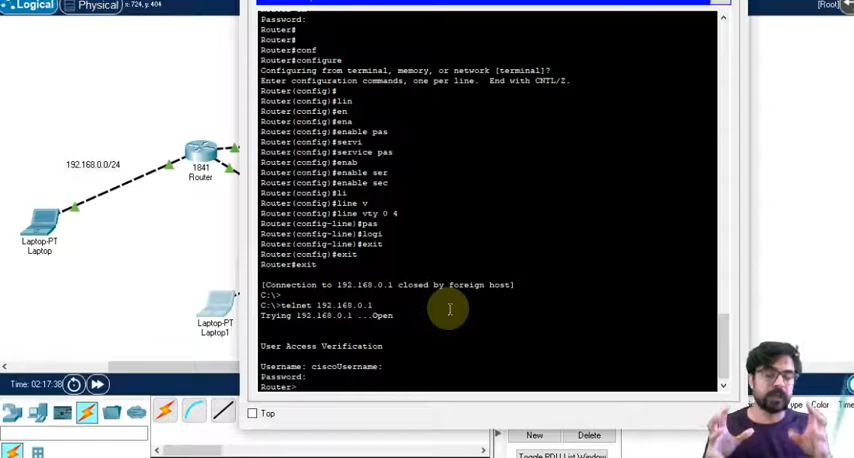 Logical
Physical
x: 724, y: 404
[Root]
Password:
Router#
Router#
Router#conf
Router#configure
Configuring from terminal, memory, or network [terminal]?
Enter configuration commands, one per line. End with CNTL/Z.
Router(config)#
Router(config)#lin
Router(config)#en
Router(config)#ena
Router(config)#enable pas
Router(config)#servi
Router(config)#service pas
Router(config)#enab
Router(config)#enable ser
Router(config)#enable sec
Router(config)#li
Router(config)#line v
Router(config)#line vty 0 4
Router(config-line)#pas
Router(config-line)#logi
Router(config-line)#exit
Router(config)#exit
Router#exit
[Connection to 192.168.0.1 closed by foreign host]
C:\>
C:\>telnet 192.168.0.1
Trying 192.168.0.1 ...Open
User Access Verification
Username: ciscoUsername:
Password:
Router>
192.168.0.0/24
1841
Router
Laptop-PT
Laptop
Laptop-PT
Laptop1
Time: 02:17:38
Top
New
Delete
Toggle PDU List Window
Color